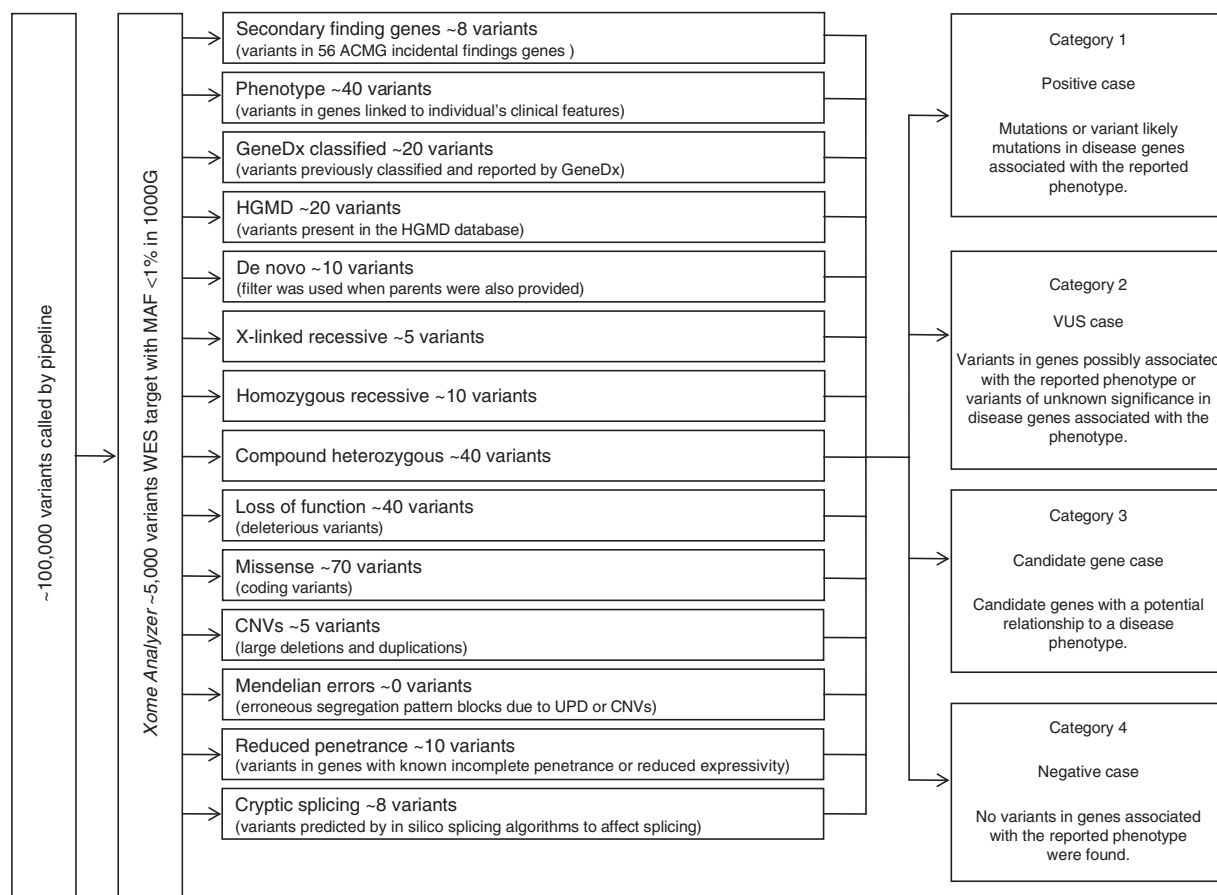 ~100,000 variants called by pipeline
Xome Analyzer ~5,000 variants WES target with MAF <1% in 1000G
Secondary finding genes ~8 variants
(variants in 56 ACMG incidental findings genes )
Phenotype ~40 variants
(variants in genes linked to individual's clinical features)
GeneDx classified ~20 variants
(variants previously classified and reported by GeneDx)
HGMD ~20 variants
(variants present in the HGMD database)
De novo ~10 variants
(filter was used when parents were also provided)
X-linked recessive ~5 variants
Homozygous recessive ~10 variants
Compound heterozygous ~40 variants
Loss of function ~40 variants
(deleterious variants)
Missense ~70 variants
(coding variants)
CNVs ~5 variants
(large deletions and duplications)
Mendelian errors ~0 variants
(erroneous segregation pattern blocks due to UPD or CNVs)
Reduced penetrance ~10 variants
(variants in genes with known incomplete penetrance or reduced expressivity)
Cryptic splicing ~8 variants
(variants predicted by in silico splicing algorithms to affect splicing)
Category 1
Positive case
Mutations or variant likely
mutations in disease genes
associated with the reported
phenotype.
Category 2
VUS case
Variants in genes possibly associated
with the reported phenotype or
variants of unknown significance in
disease genes associated with the
phenotype.
Category 3
Candidate gene case
Candidate genes with a potential
relationship to a disease
phenotype.
Category 4
Negative case
No variants in genes associated
with the reported phenotype
were found.